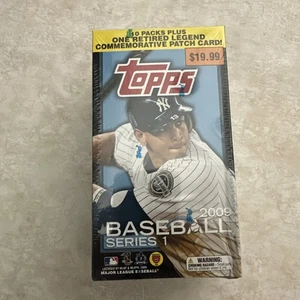 10 PACKS PLUS
ONE RETIRED LEGEND
COMMEMORATIVE PATCH CARD!
$19.99
Topps
NY
2009
BASEBALL
SERIES 1
MAJOR LEAGUE BASEBALL
WARNING: